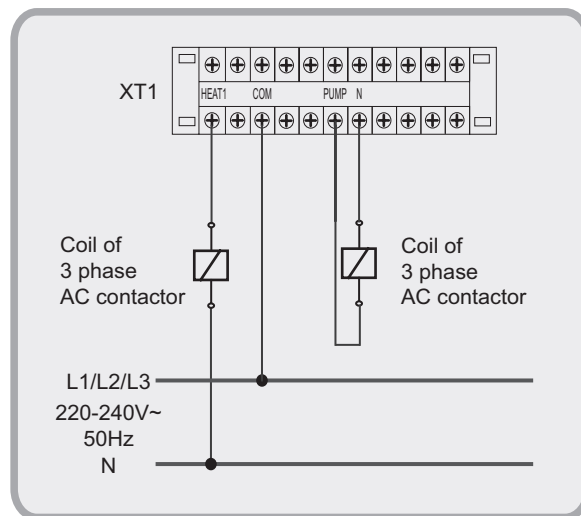 XT1
HEAT1 COM PUMP N
Coil of
3 phase
AC contactor
Coil of
3 phase
AC contactor
L1/L2/L3
220-240V~
50Hz
N